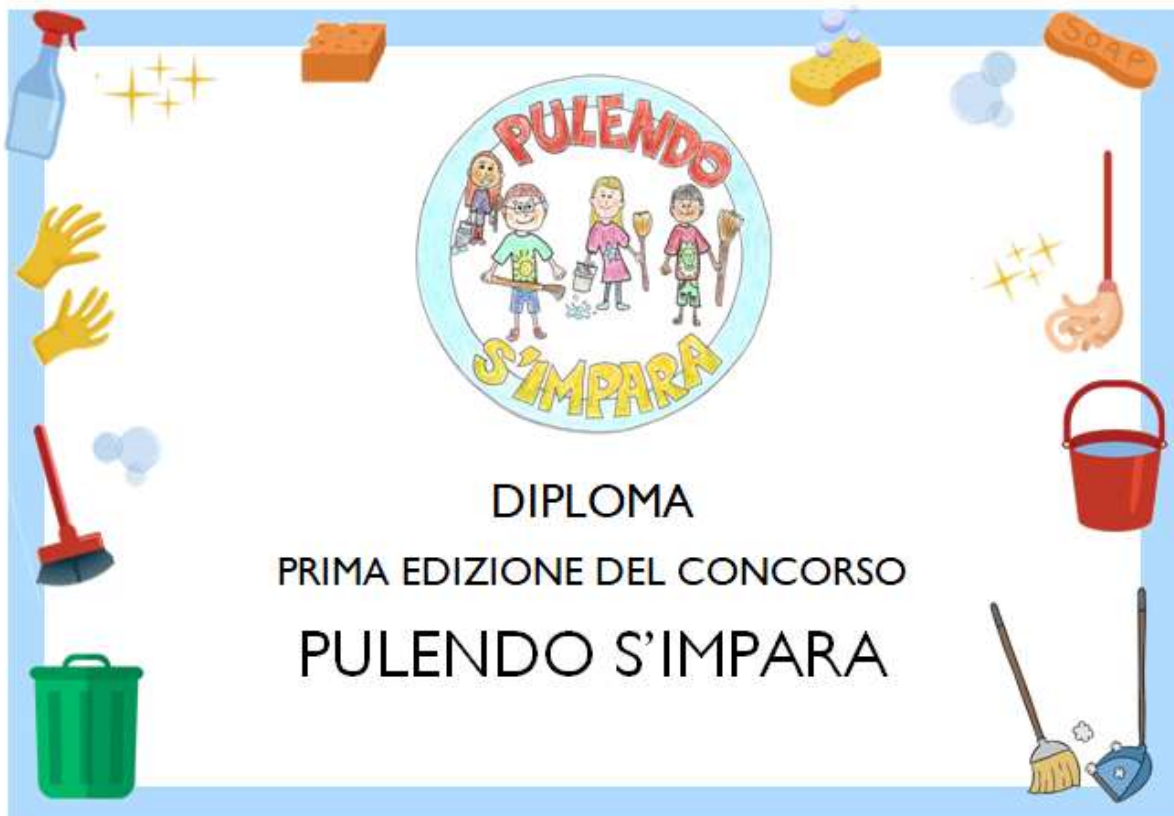 SOAP
PULENDO
S'IMPARA
DIPLOMA
PRIMA EDIZIONE DEL CONCORSO
PULENDO S'IMPARA